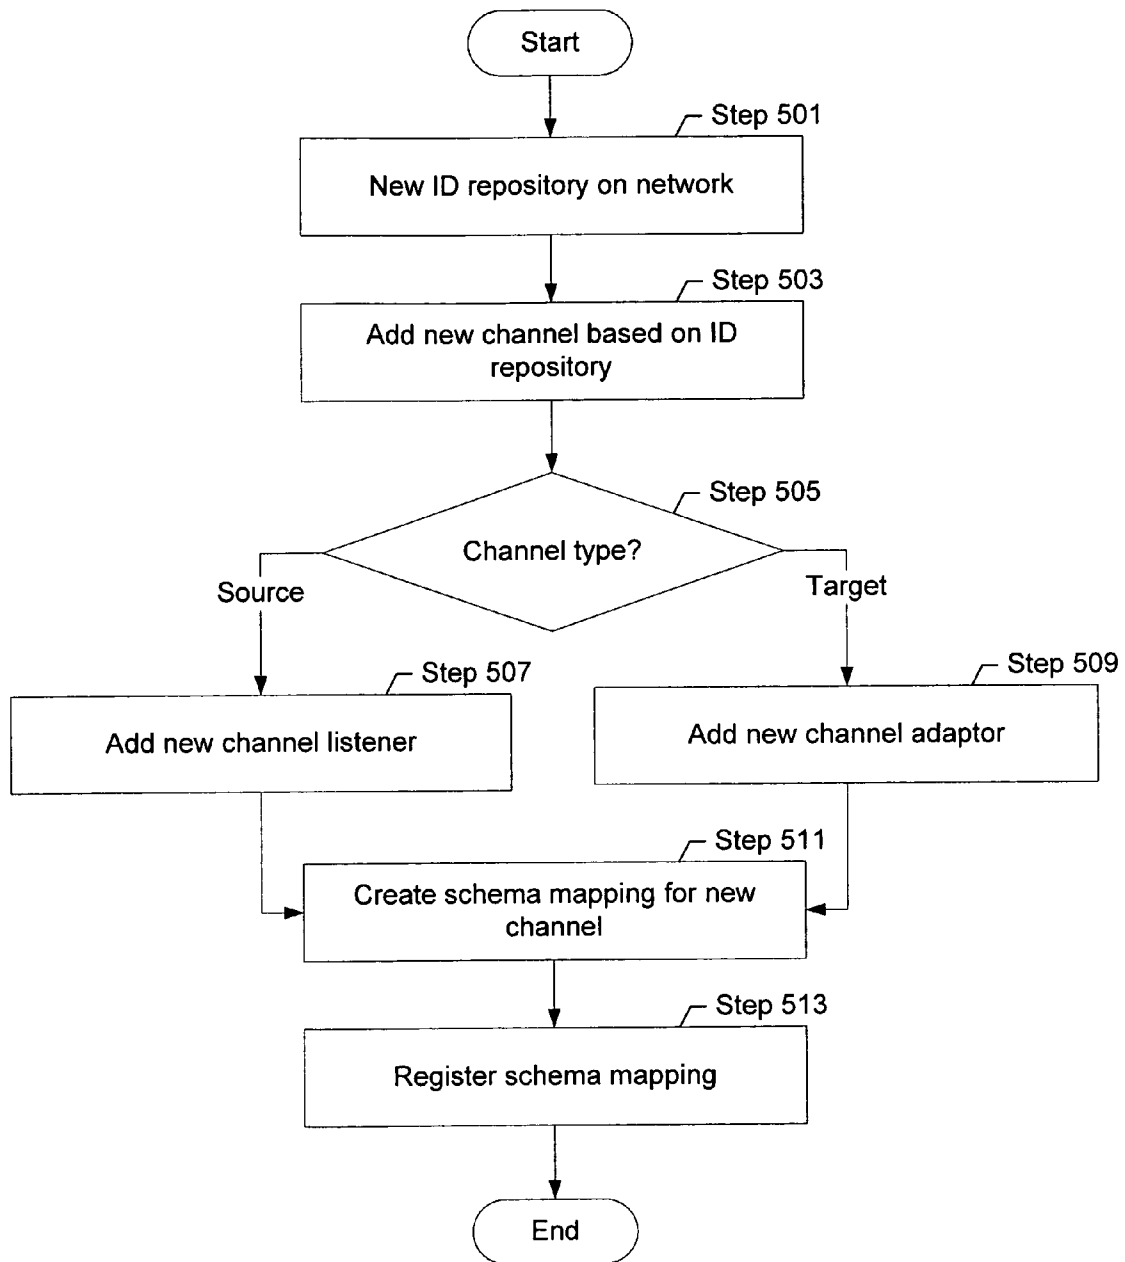 Start
Step 501
New ID repository on network
Step 503
Add new channel based on ID
repository
Step 505
Channel type?
Source
Target
Step 507
Add new channel listener
Step 509
Add new channel adaptor
Step 511
Create schema mapping for new
channel
Step 513
Register schema mapping
End